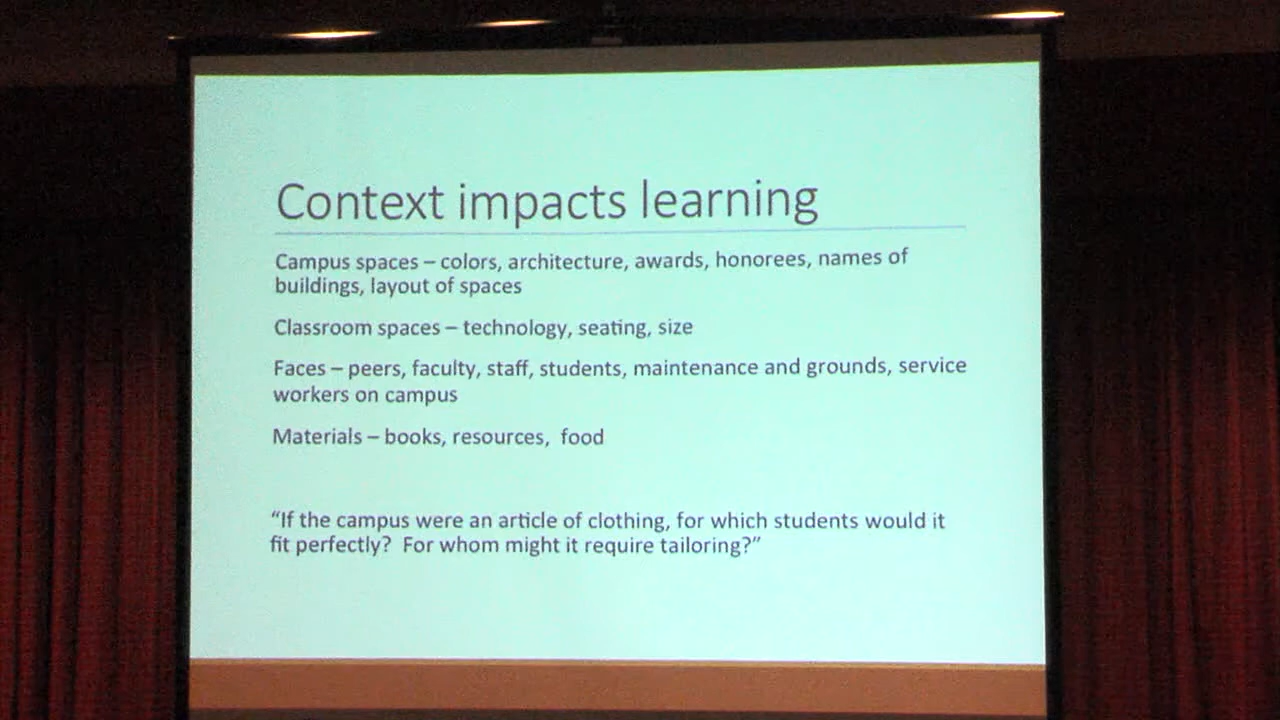 Context impacts learning
Campus spaces – colors, architecture, awards, honorees, names of
buildings, layout of spaces
Classroom spaces – technology, seating, size
Faces – peers, faculty, staff, students, maintenance and grounds, service
workers on campus
Materials – books, resources,  food
“If the campus were an article of clothing, for which students would it
fit perfectly?  For whom might it require tailoring?”